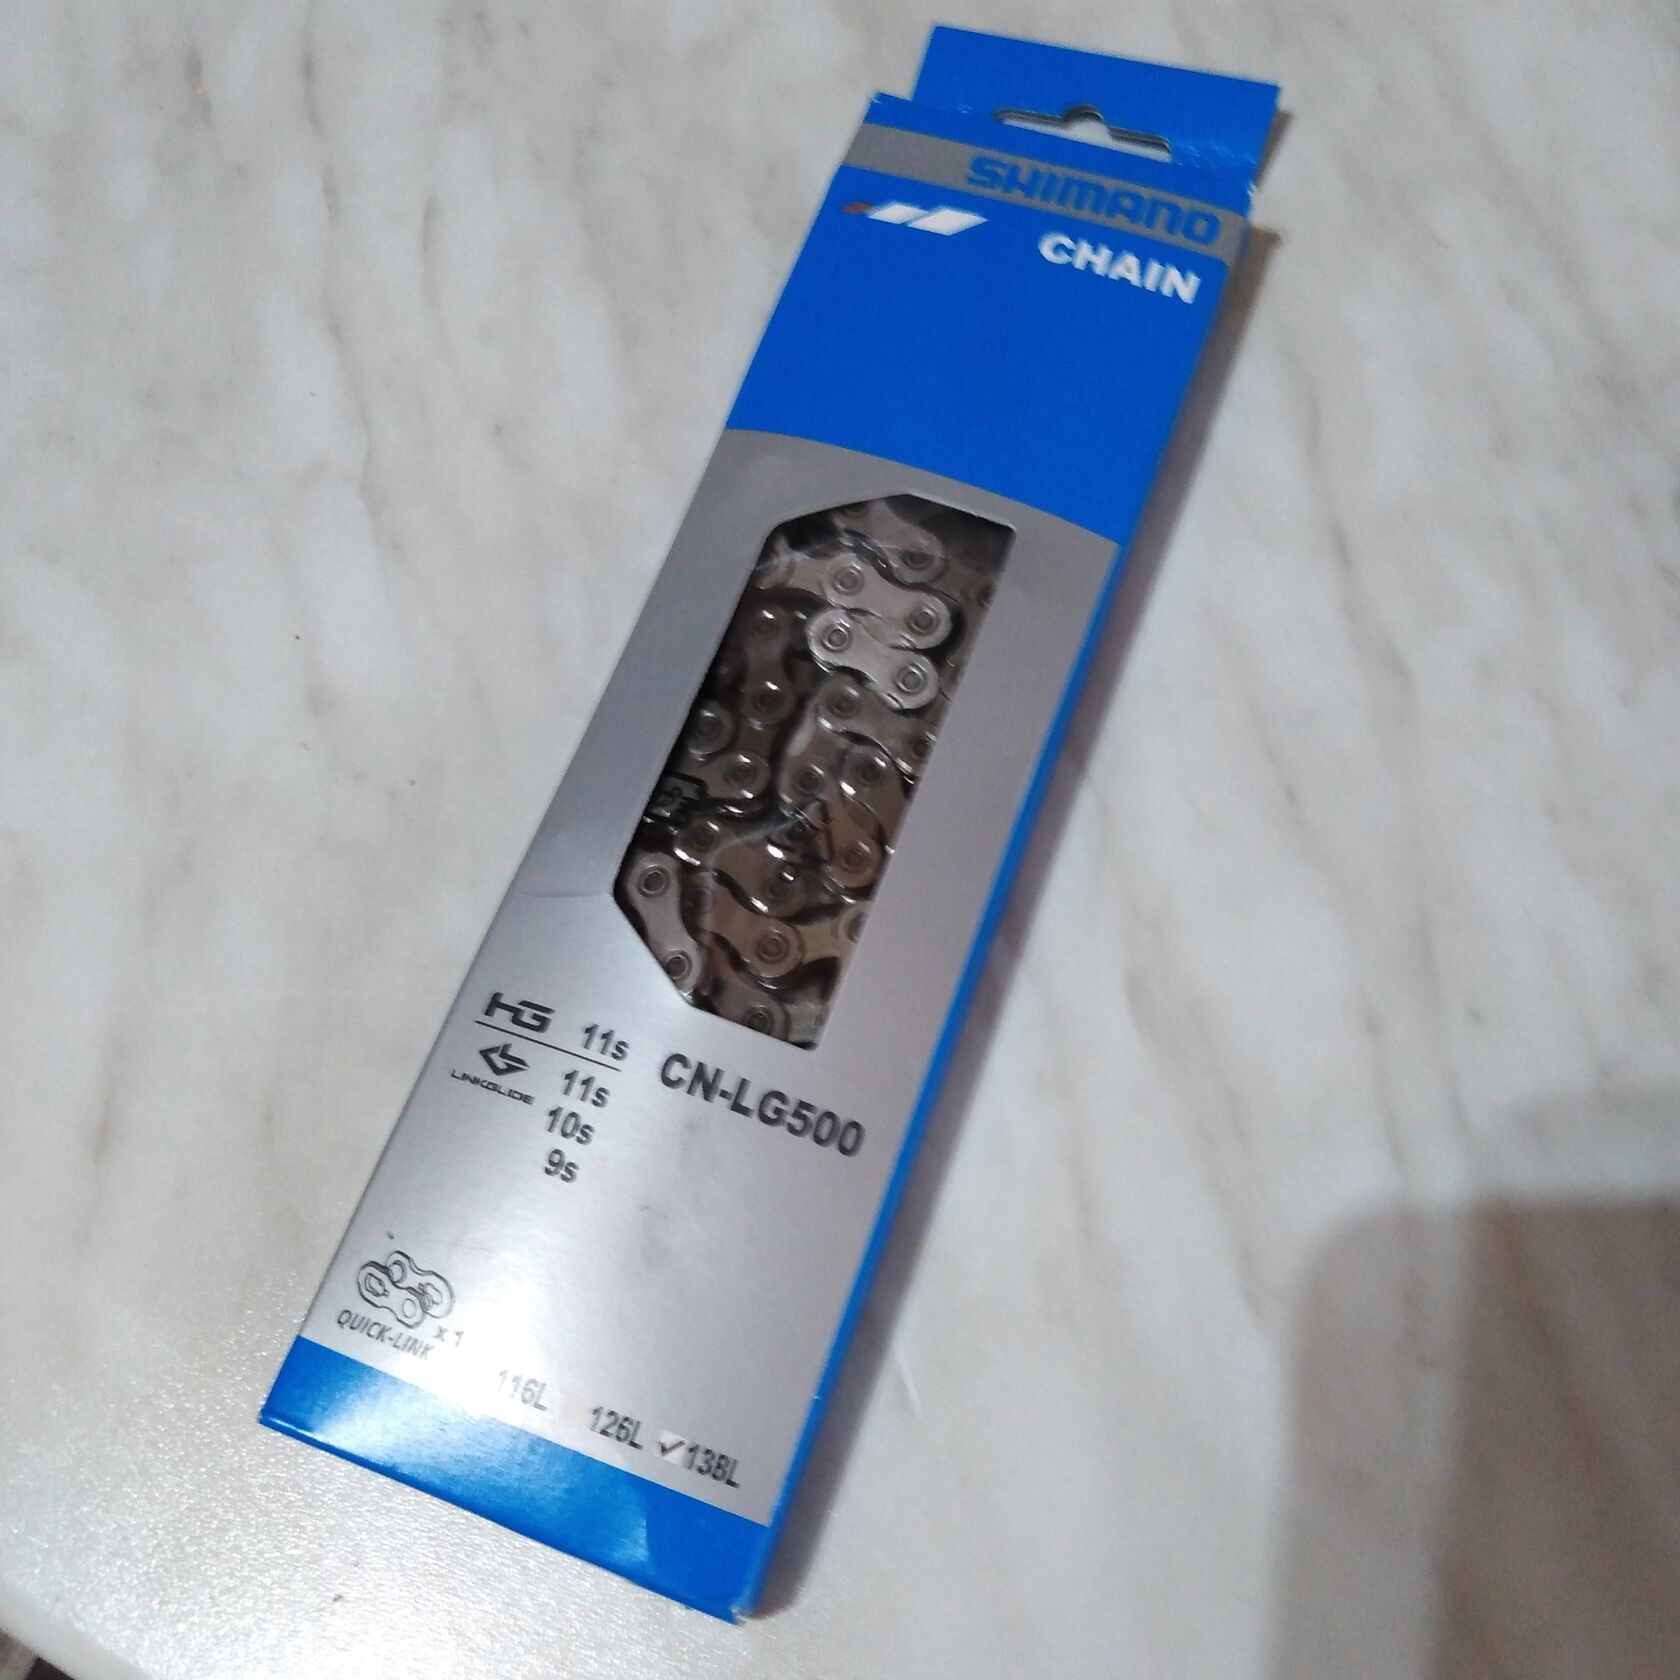 SHIMANO
CHAIN
HG 11s
LINKGLIDE 11s
10s
9s
CN-LG500
QUICK-LINK x 1
116L 126L ✓138L